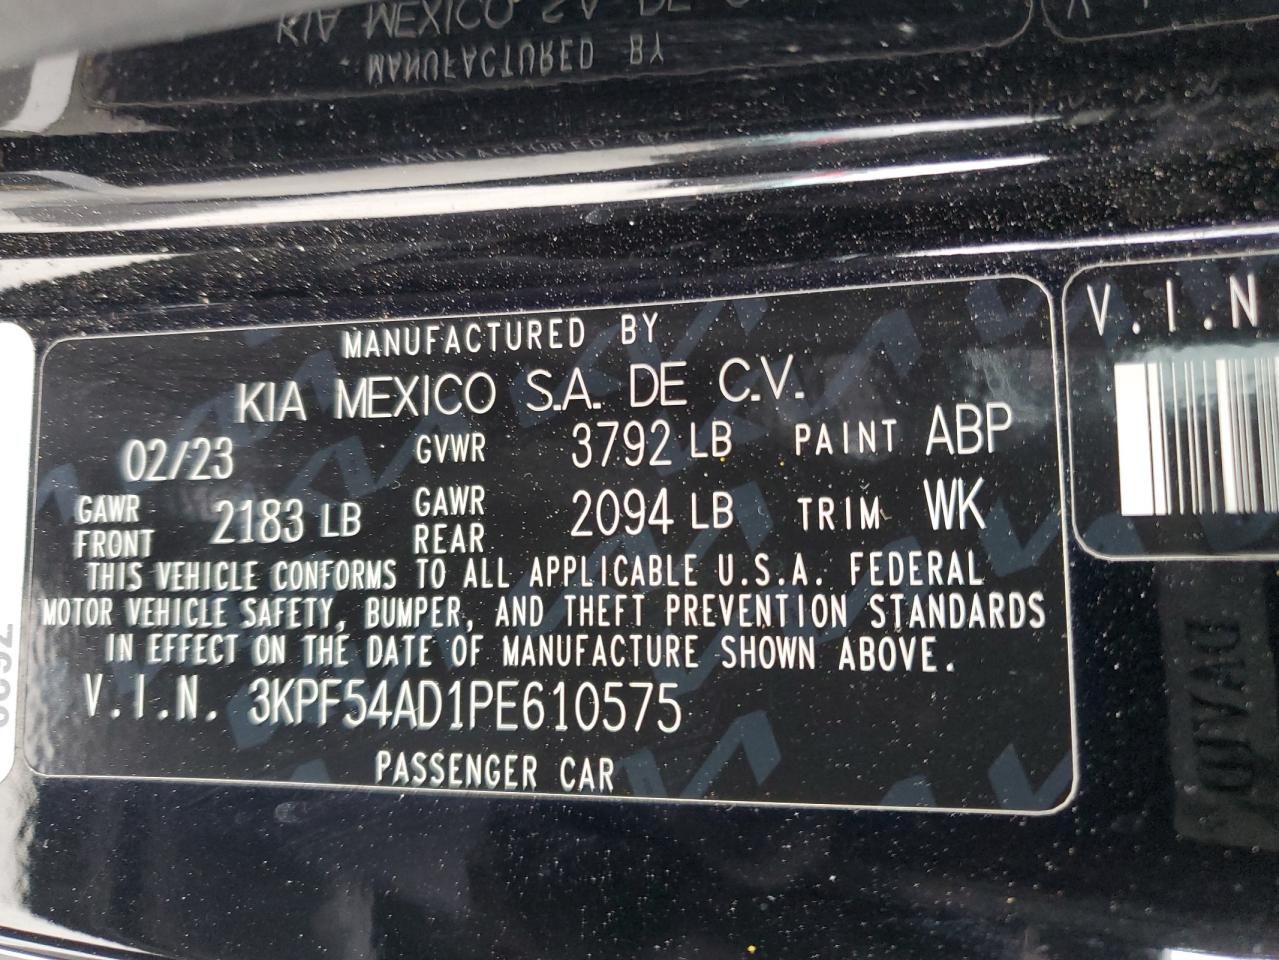 MANUFACTURED BY
KIA MEXICO S.A. DE C.V.
02/23 GVWR 3792 LB PAINT ABP
GAWR FRONT 2183 LB GAWR REAR 2094 LB TRIM WK
THIS VEHICLE CONFORMS TO ALL APPLICABLE U.S.A. FEDERAL
MOTOR VEHICLE SAFETY, BUMPER, AND THEFT PREVENTION STANDARDS
IN EFFECT ON THE DATE OF MANUFACTURE SHOWN ABOVE.
V.I.N. 3KPF54AD1PE610575
PASSENGER CAR
V.I.N